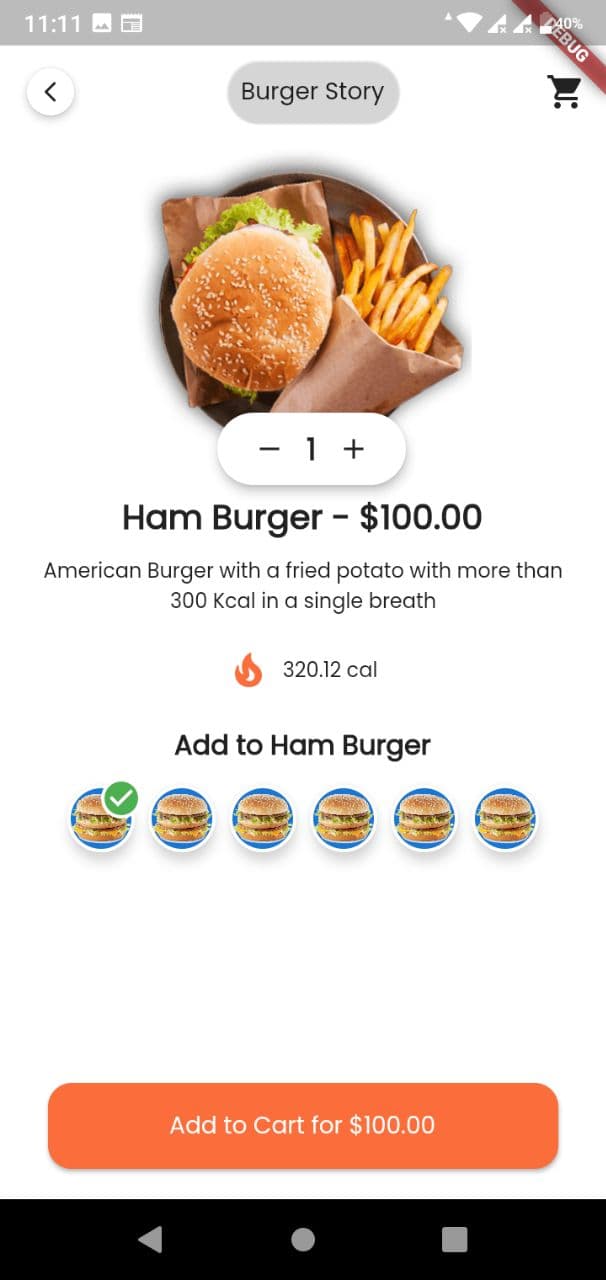 11:11
40%
DEBUG
Burger Story
1
Ham Burger - $100.00
American Burger with a fried potato with more than
300 Kcal in a single breath
320.12 cal
Add to Ham Burger
Add to Cart for $100.00